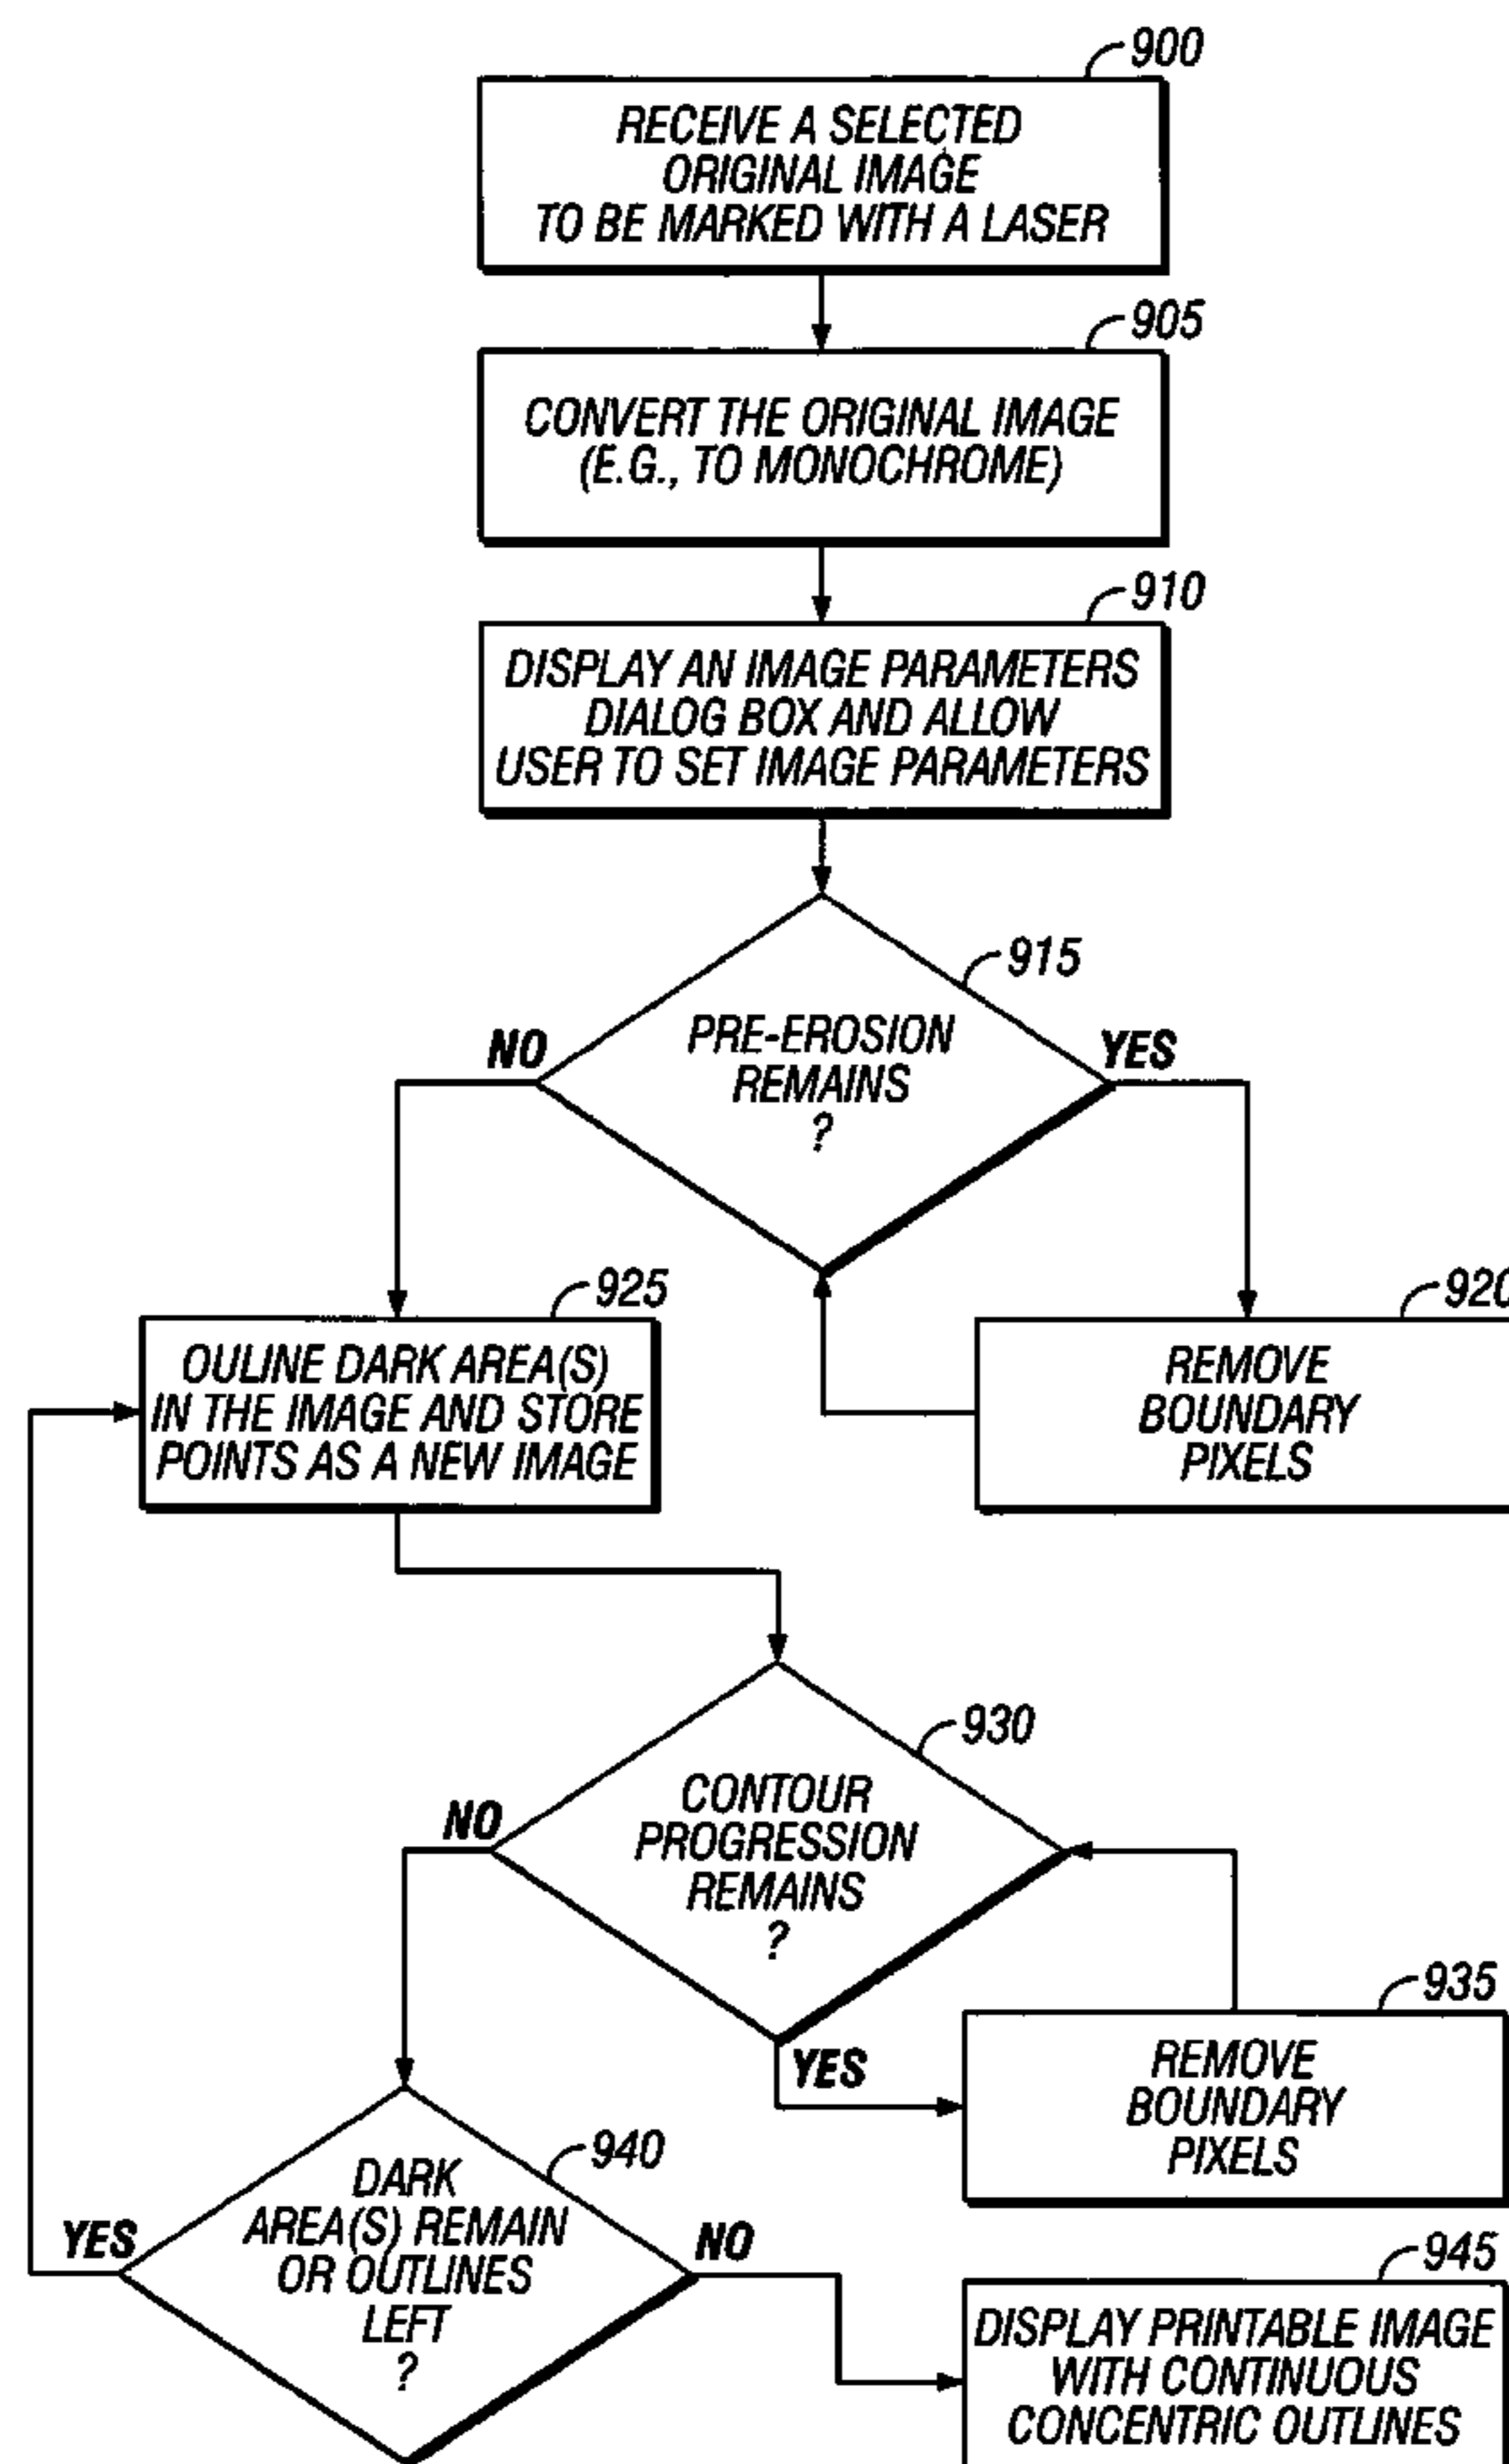 900
RECEIVE A SELECTED
ORIGINAL IMAGE
TO BE MARKED WITH A LASER
905
CONVERT THE ORIGINAL IMAGE
(E.G., TO MONOCHROME)
910
DISPLAY AN IMAGE PARAMETERS
DIALOG BOX AND ALLOW
USER TO SET IMAGE PARAMETERS
915
PRE-EROSION
REMAINS
?
NO
YES
925
OULINE DARK AREA(S)
IN THE IMAGE AND STORE
POINTS AS A NEW IMAGE
920
REMOVE
BOUNDARY
PIXELS
930
CONTOUR
PROGRESSION
REMAINS
?
NO
YES
935
REMOVE
BOUNDARY
PIXELS
940
DARK
AREA(S) REMAIN
OR OUTLINES
LEFT
?
YES
NO
945
DISPLAY PRINTABLE IMAGE
WITH CONTINUOUS
CONCENTRIC OUTLINES